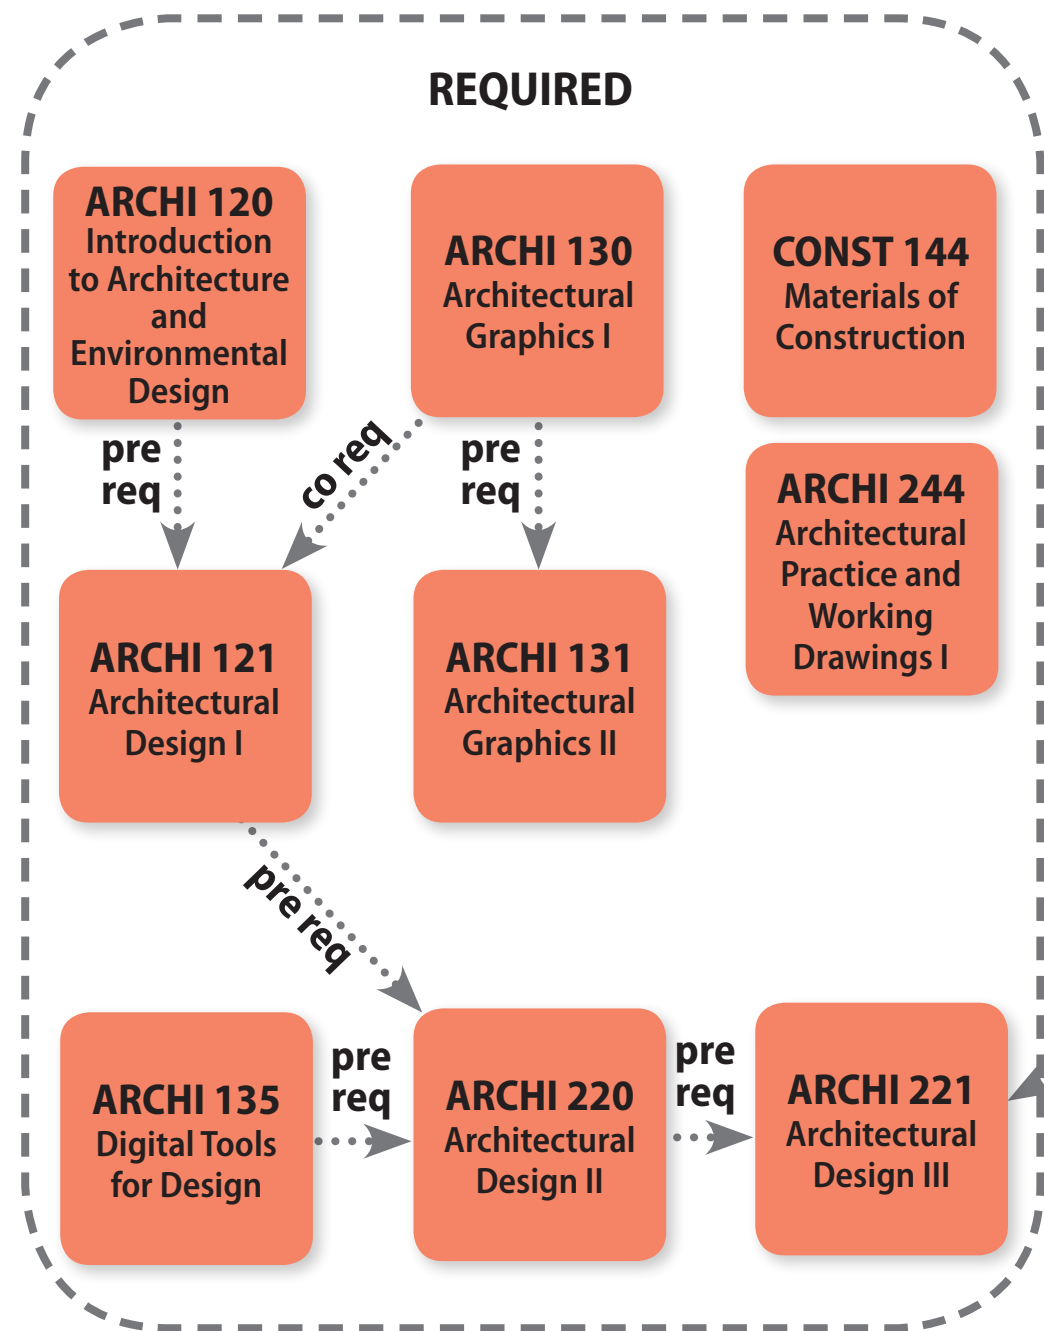 REQUIRED
ARCHI 120
Introduction
to Architecture
and
Environmental
Design
ARCHI 130
Architectural
Graphics I
CONST 144
Materials of
Construction
pre
req
co req
pre
req
ARCHI 244
Architectural
Practice and
Working
Drawings I
ARCHI 121
Architectural
Design I
ARCHI 131
Architectural
Graphics II
pre req
ARCHI 135
Digital Tools
for Design
pre
req
ARCHI 220
Architectural
Design II
pre
req
ARCHI 221
Architectural
Design III